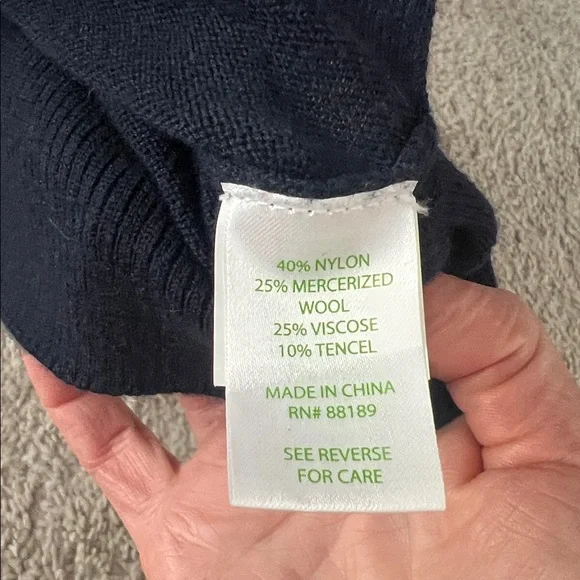 40% NYLON
25% MERCERIZED
WOOL
25% VISCOSE
10% TENCEL
MADE IN CHINA
RN# 88189
SEE REVERSE
FOR CARE